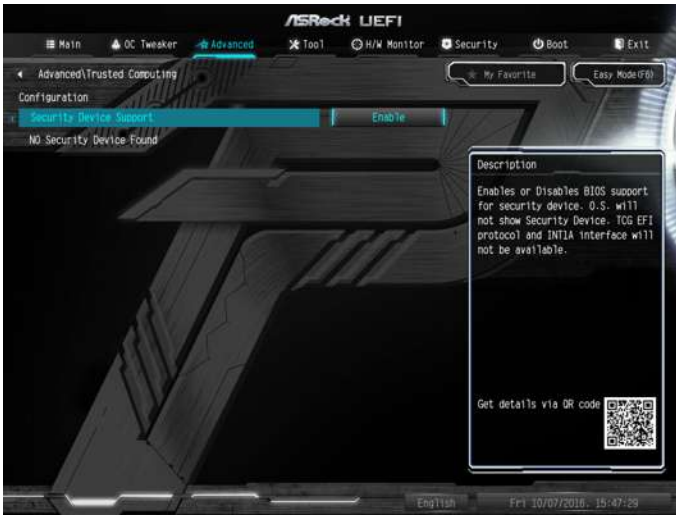 ASRock UEFI
Main OC Tweaker Advanced Tool H/W Monitor Security Boot Exit
Advanced\Trusted Computing
My Favorite
Easy Mode(F6)
Configuration
Security Device Support Enable
NO Security Device Found
Description
Enables or Disables BIOS support
for security device. O.S. will
not show Security Device. TCG EFI
protocol and INT1A interface will
not be available.
Get details via QR code
English
Fri 10/07/2016, 15:47:29